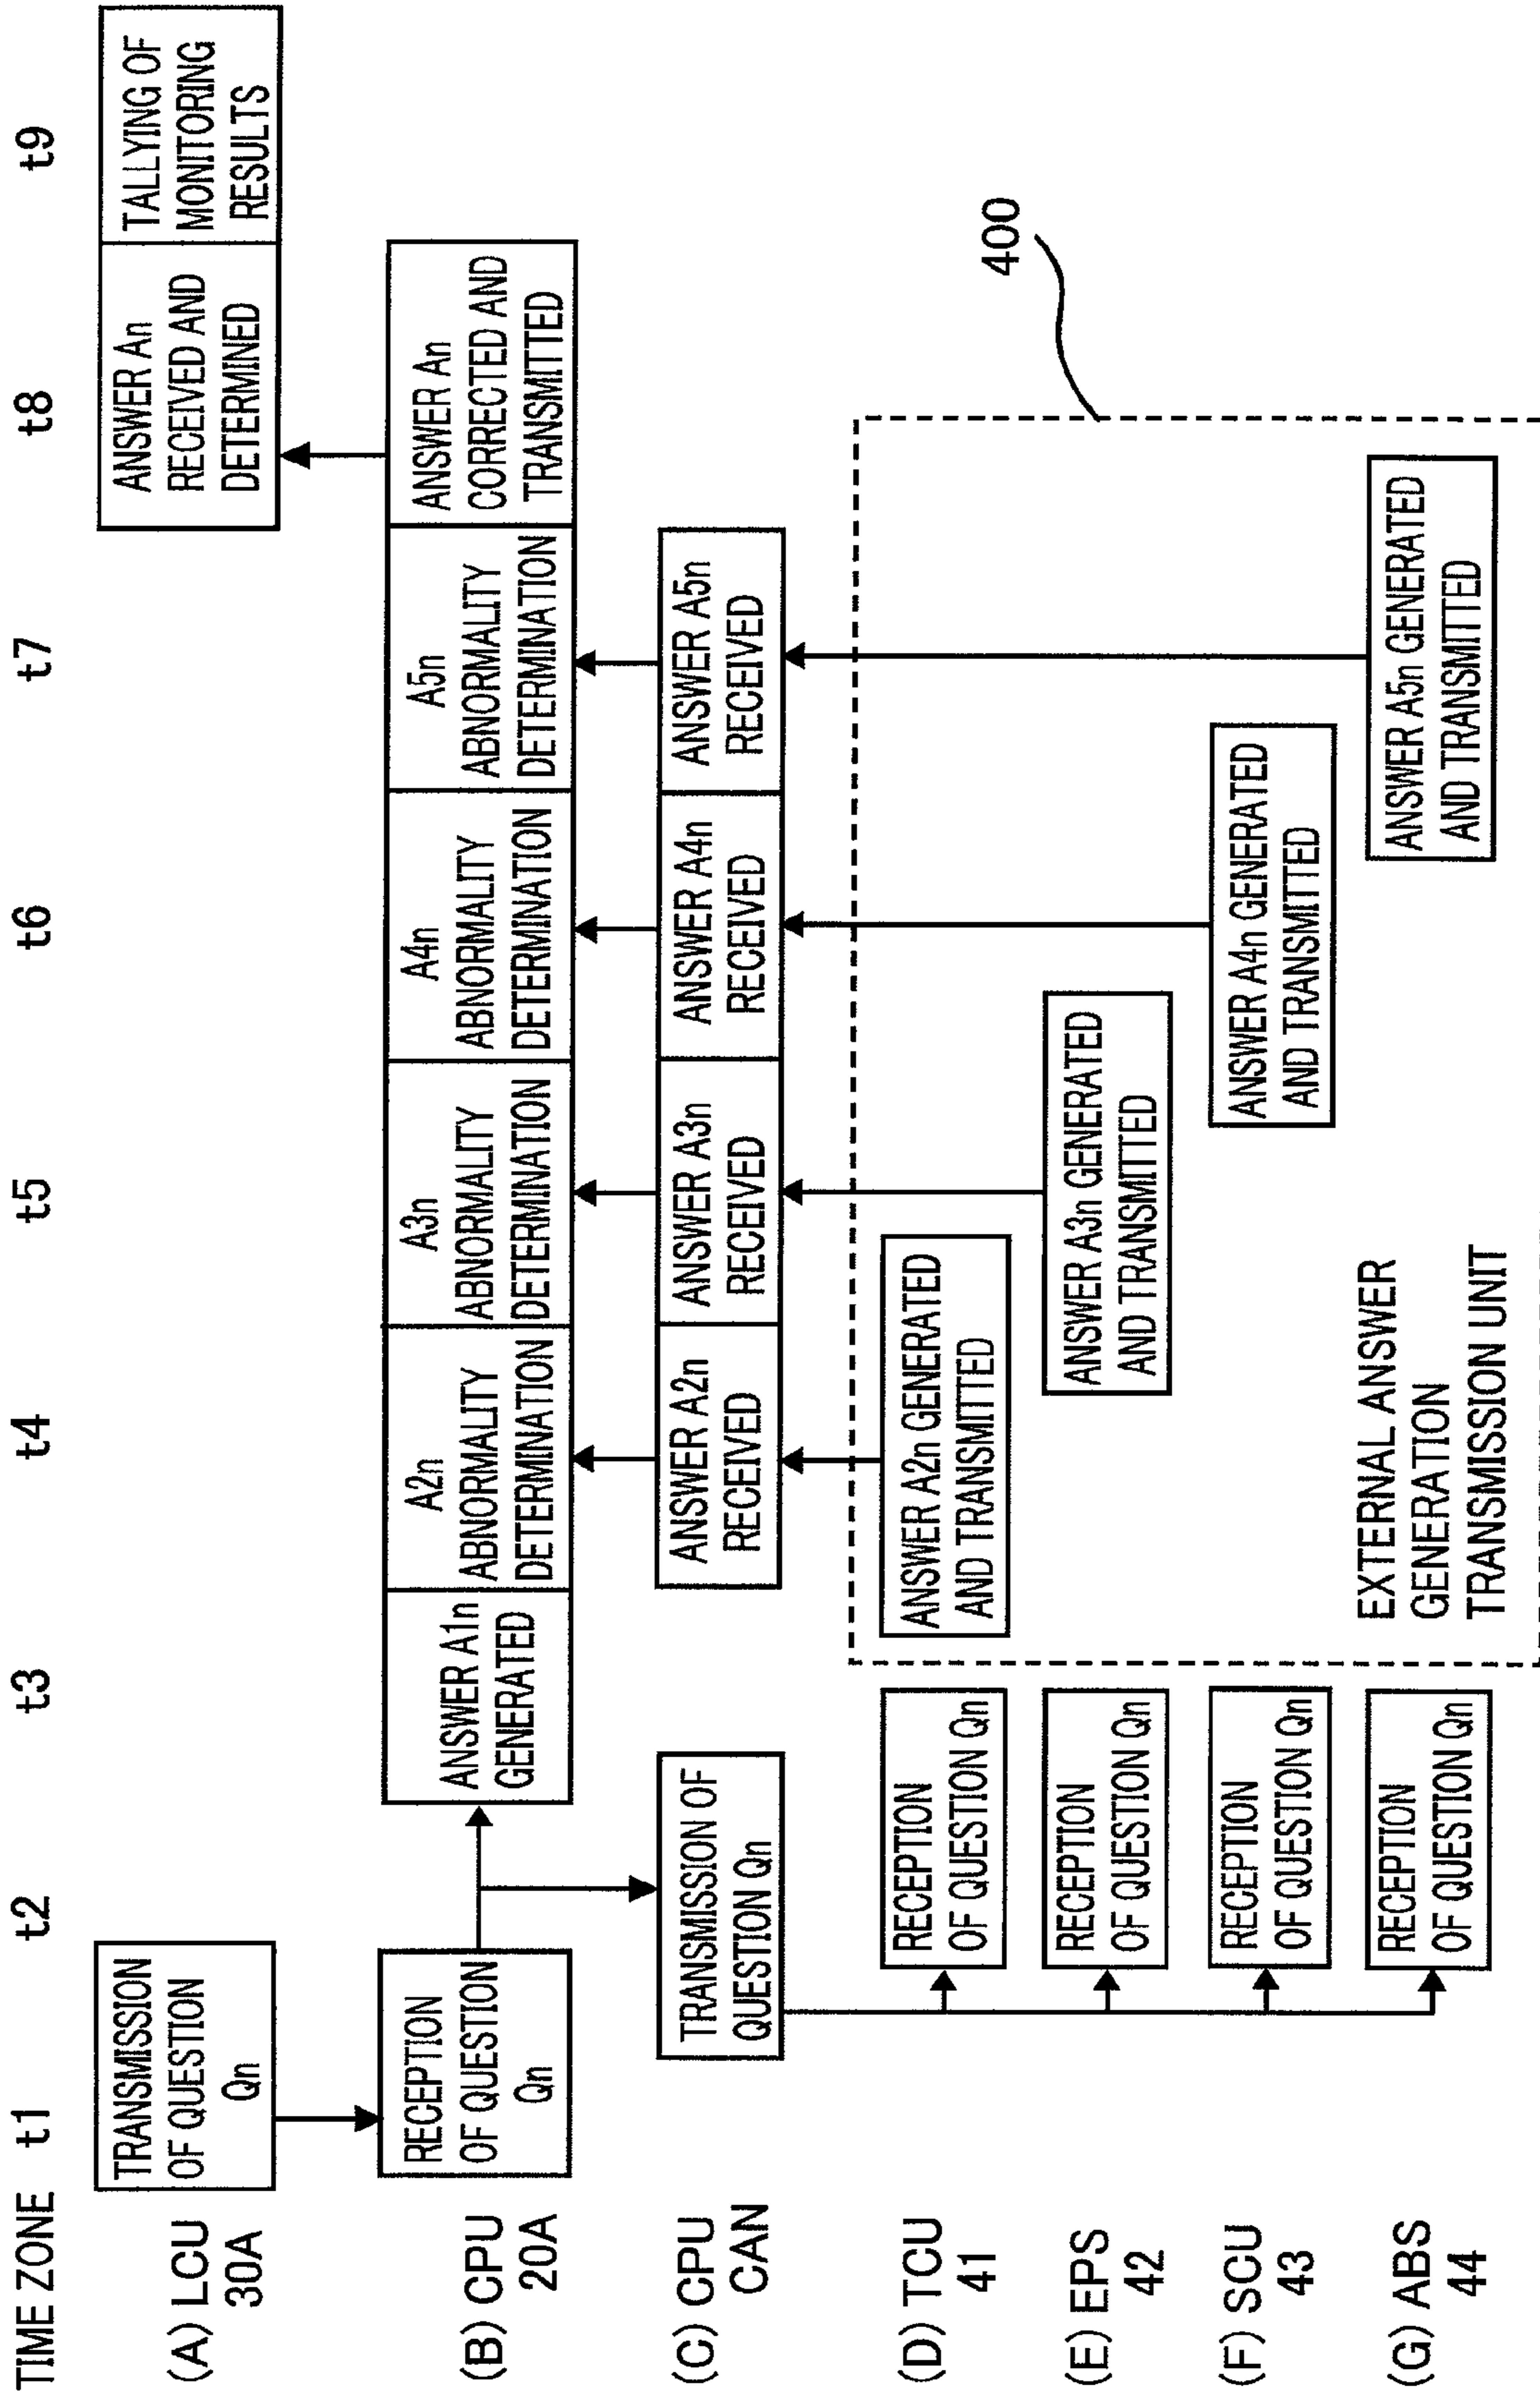 TIME ZONE t1 t2 t3 t4 t5 t6 t7 t8 t9
(A) LCU
30A
TRANSMISSION
OF QUESTION
Qn
ANSWER An
RECEIVED AND
DETERMINED
TALLYING OF
MONITORING
RESULTS
(B) CPU
20A
RECEPTION
OF QUESTION
Qn
ANSWER A1n
GENERATED
A2n
ABNORMALITY
DETERMINATION
A3n
ABNORMALITY
DETERMINATION
A4n
ABNORMALITY
DETERMINATION
A5n
ABNORMALITY
DETERMINATION
ANSWER An
CORRECTED AND
TRANSMITTED
(C) CPU
CAN
TRANSMISSION OF
QUESTION Qn
ANSWER A2n
RECEIVED
ANSWER A3n
RECEIVED
ANSWER A4n
RECEIVED
ANSWER A5n
RECEIVED
400
(D) TCU
41
RECEPTION
OF QUESTION Qn
ANSWER A2n GENERATED
AND TRANSMITTED
(E) EPS
42
RECEPTION
OF QUESTION Qn
ANSWER A3n GENERATED
AND TRANSMITTED
(F) SCU
43
RECEPTION
OF QUESTION Qn
ANSWER A4n GENERATED
AND TRANSMITTED
(G) ABS
44
RECEPTION
OF QUESTION Qn
EXTERNAL ANSWER
GENERATION
TRANSMISSION UNIT
ANSWER A5n GENERATED
AND TRANSMITTED